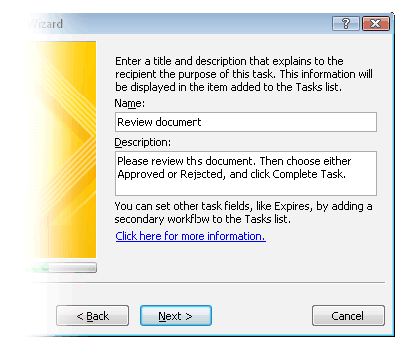 Wizard
Enter a title and description that explains to the
recipient the purpose of this task. This information will
be displayed in the item added to the Tasks list.
Name:
Review document
Description:
Please review this document. Then choose either
Approved or Rejected, and click Complete Task.
You can set other task fields, like Expires, by adding a
secondary workflow to the Tasks list.
Click here for more information.
< Back Next > Cancel